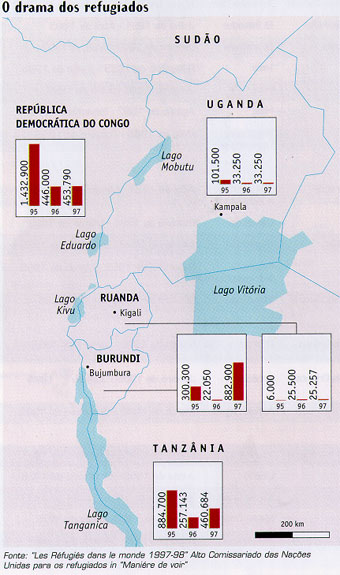 O drama dos refugiados
SUDÃO
REPÚBLICA
DEMOCRÁTICA DO CONGO
1.432.900
446.000
453.790
95 96 97
UGANDA
101.500
33.250
33.250
95 96 97
Kampala
Lago
Mobutu
Lago
Eduardo
Lago
Kivu
RUANDA
Kigali
Lago Vitória
BURUNDI
Bujumbura
300.300
22.050
882.900
95 96 97
6.000
25.500
25.257
95 96 97
TANZÂNIA
884.700
257.143
460.684
95 96 97
Lago
Tanganica
200 km
Fonte: "Les Réfugiés dans le monde 1997-98" Alto Comissariado das Nações
Unidas para os refugiados in "Manière de voir"